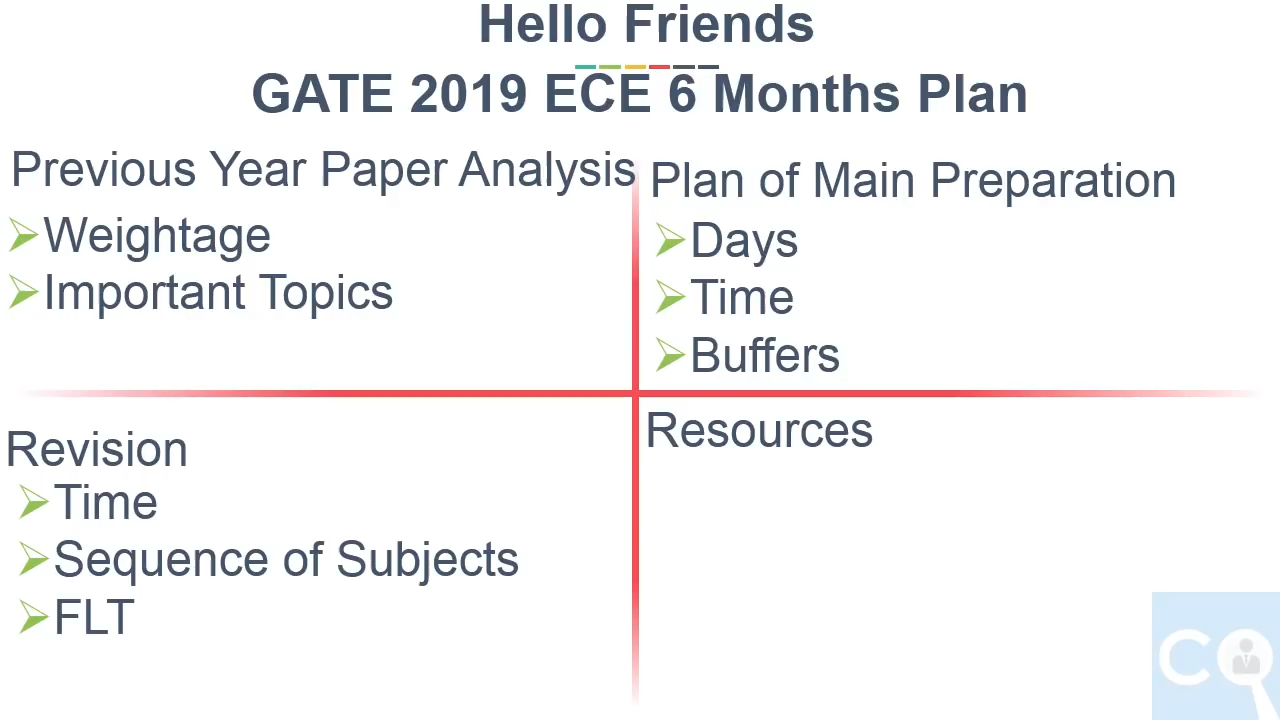 Hello Friends
GATE 2019 ECE 6 Months Plan
Previous Year Paper Analysis
Weightage
Important Topics
Plan of Main Preparation
Days
Time
Buffers
Revision
Time
Sequence of Subjects
FLT
Resources
CQ